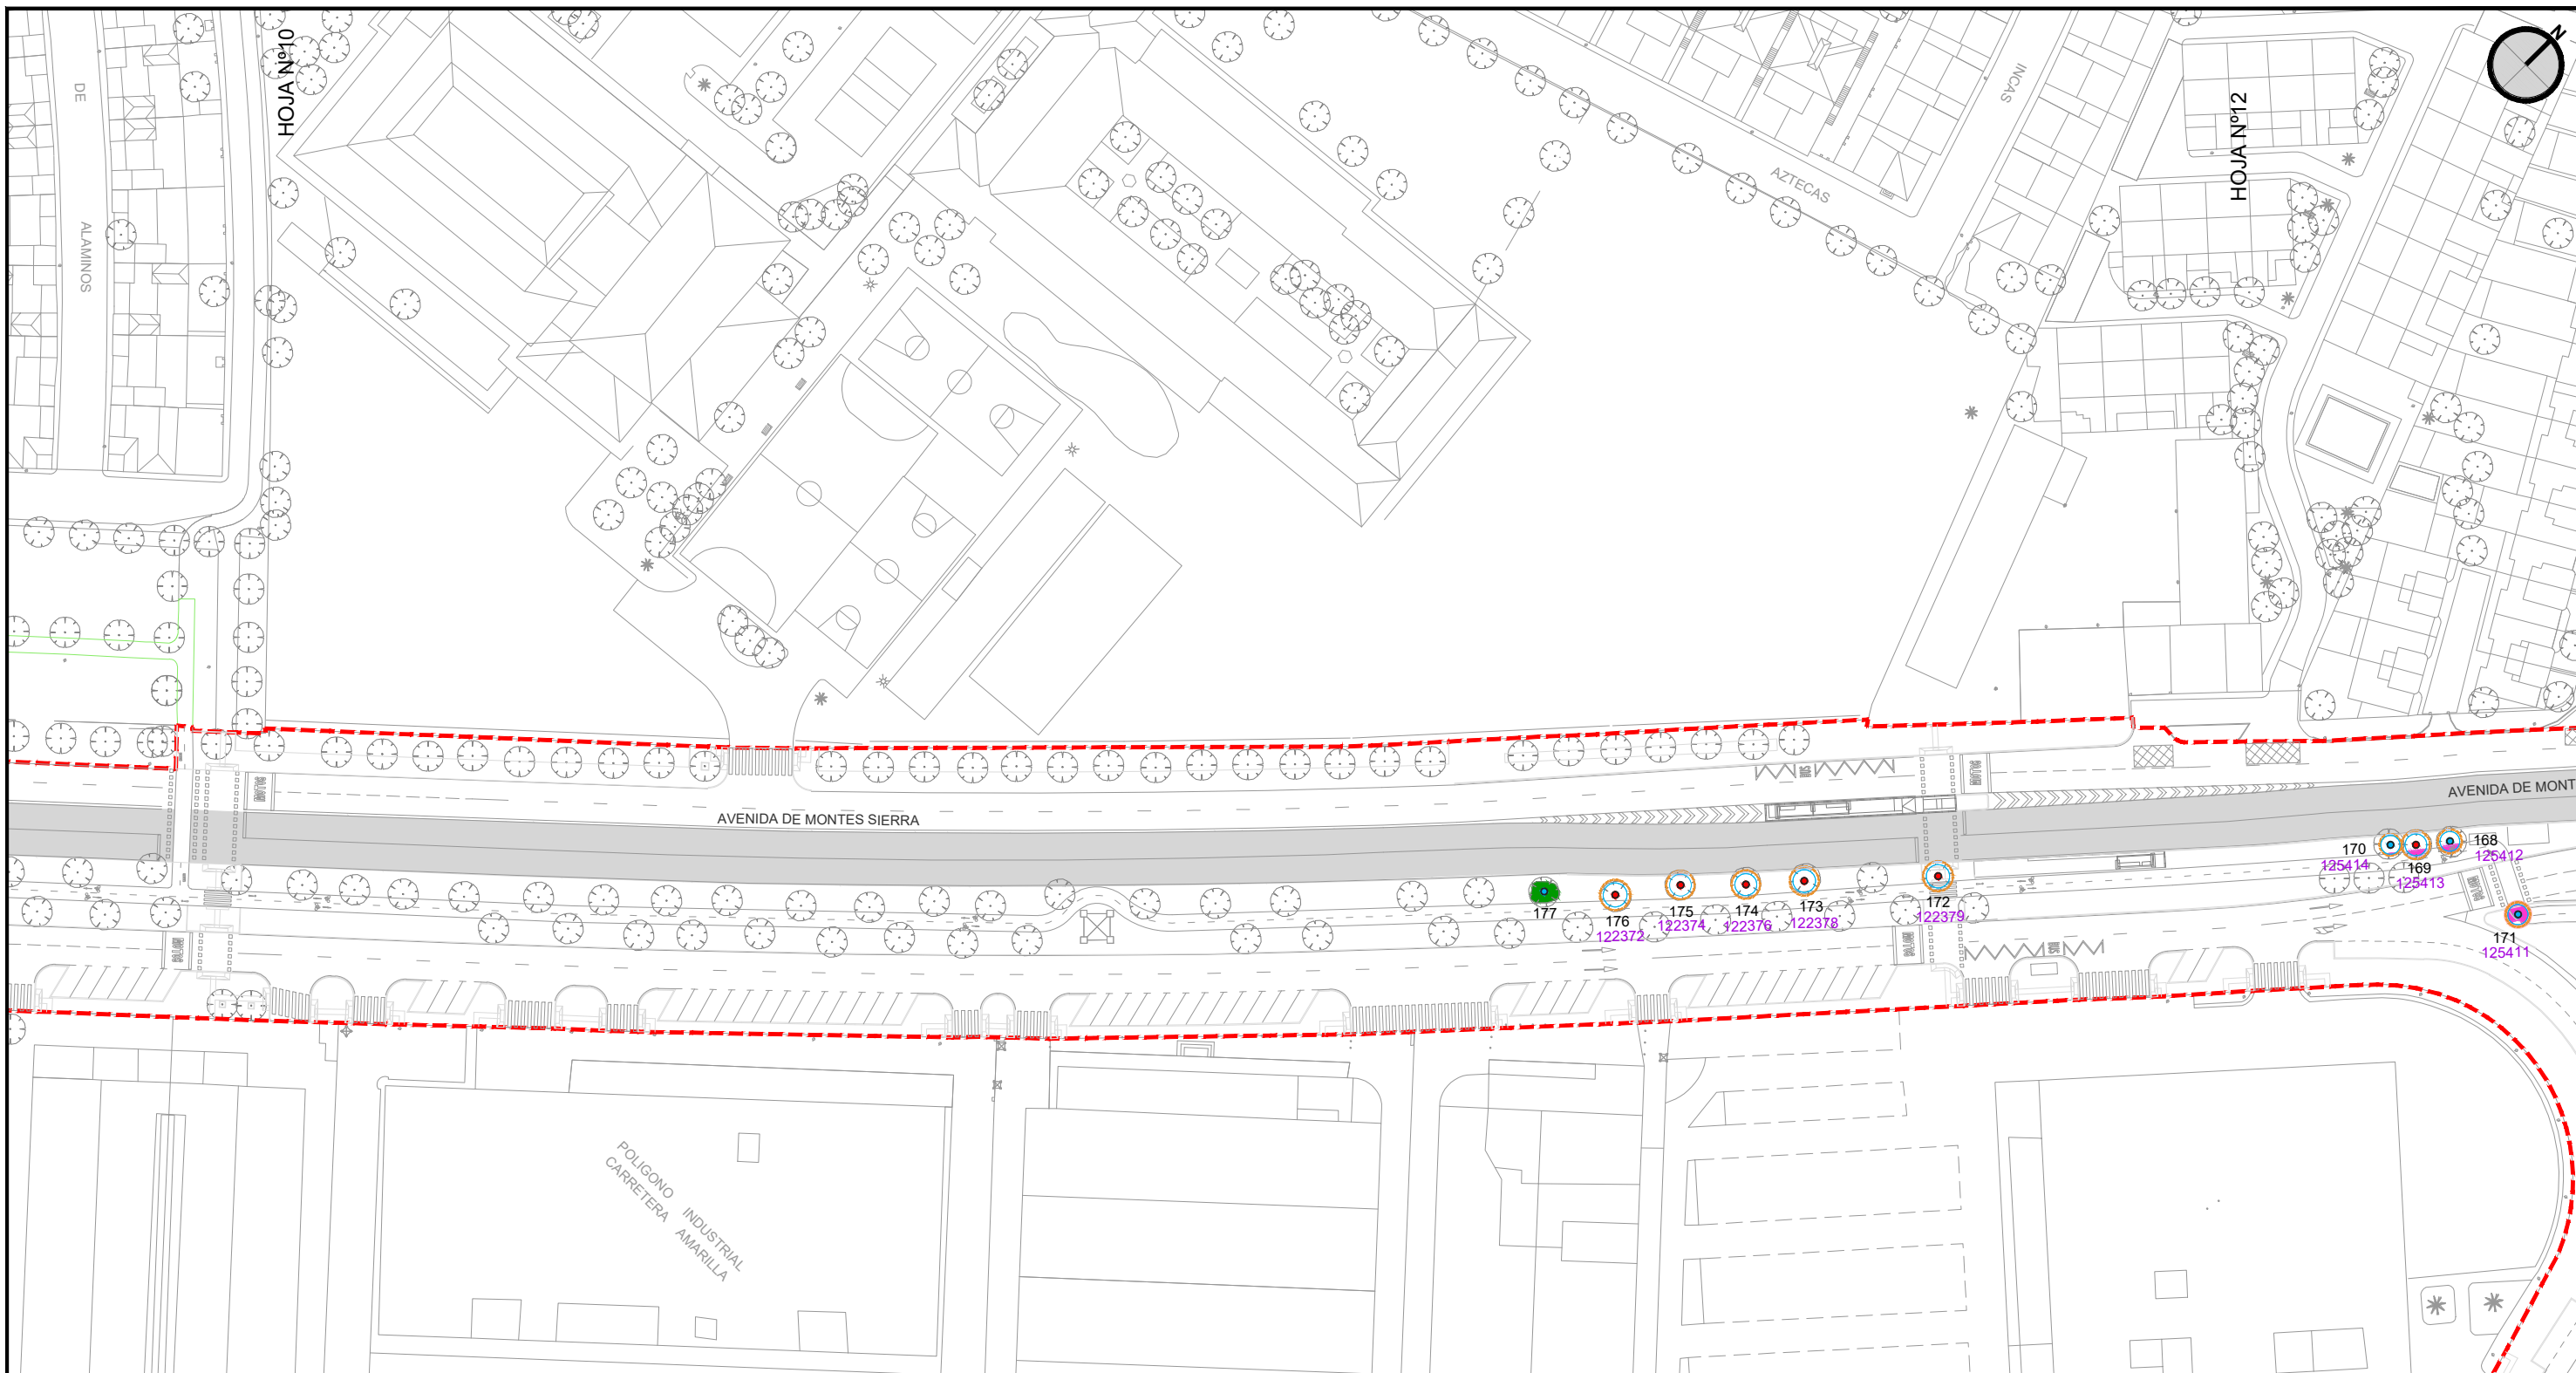 HOJA Nº10
DE
ALAMINOS
INCAS
AZTECAS
HOJA Nº12
N
AVENIDA DE MONTES SIERRA
AVENIDA DE MONT
BUS
BUS
170
125414
169
125413
168
125412
171
125411
172
122379
173
122378
174
122376
175
122374
176
122372
177
POLIGONO INDUSTRIAL
CARRETERA AMARILLA